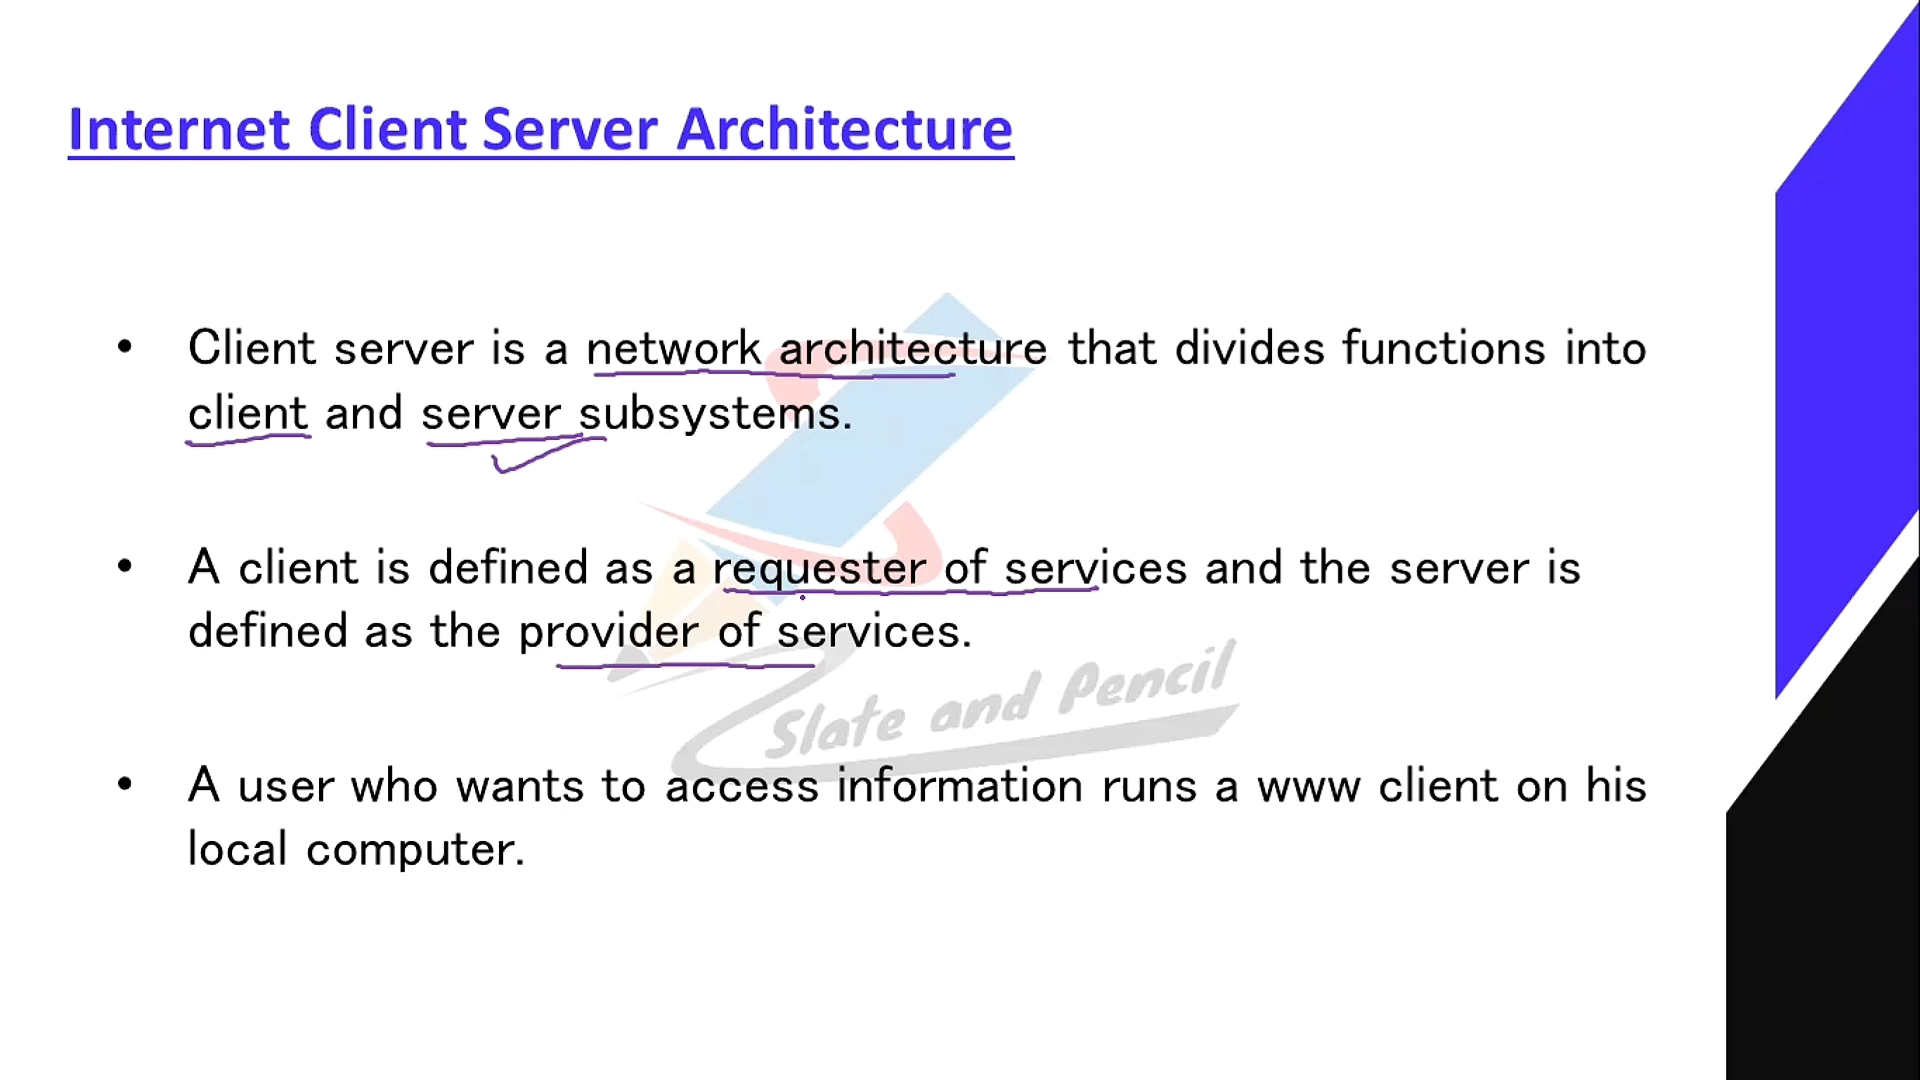 Internet Client Server Architecture
• Client server is a network architecture that divides functions into
client and server subsystems.
• A client is defined as a requester of services and the server is
defined as the provider of services.
Slate and Pencil
• A user who wants to access information runs a www client on his
local computer.